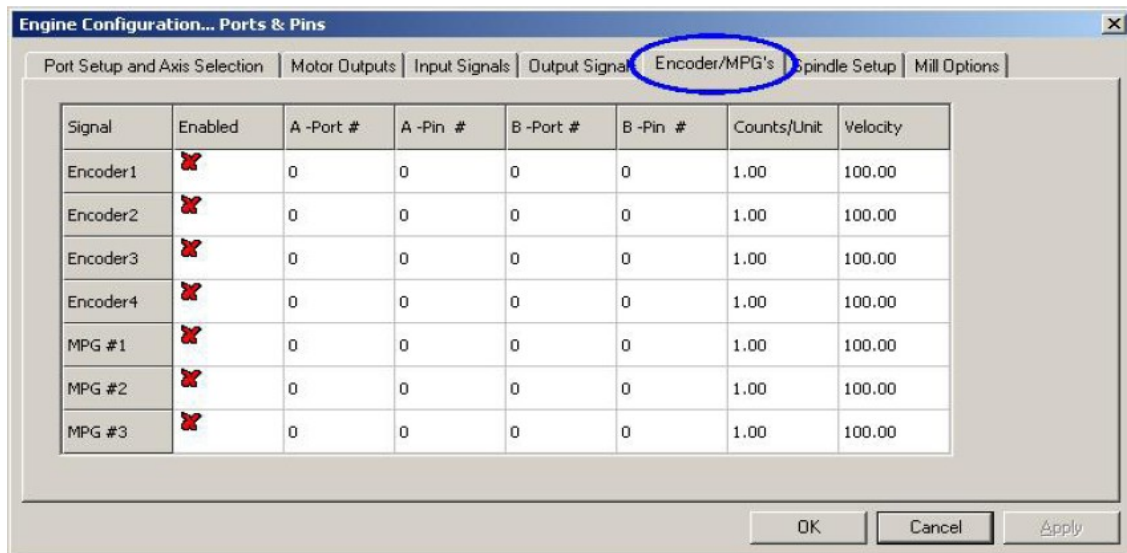 Engine Configuration... Ports & Pins
Port Setup and Axis Selection Motor Outputs Input Signals Output Signal Encoder/MPG's Spindle Setup Mill Options
Signal Enabled A -Port # A -Pin # B -Port # B -Pin # Counts/Unit Velocity
Encoder1 0 0 0 0 1.00 100.00
Encoder2 0 0 0 0 1.00 100.00
Encoder3 0 0 0 0 1.00 100.00
Encoder4 0 0 0 0 1.00 100.00
MPG #1 0 0 0 0 1.00 100.00
MPG #2 0 0 0 0 1.00 100.00
MPG #3 0 0 0 0 1.00 100.00
OK Cancel Apply